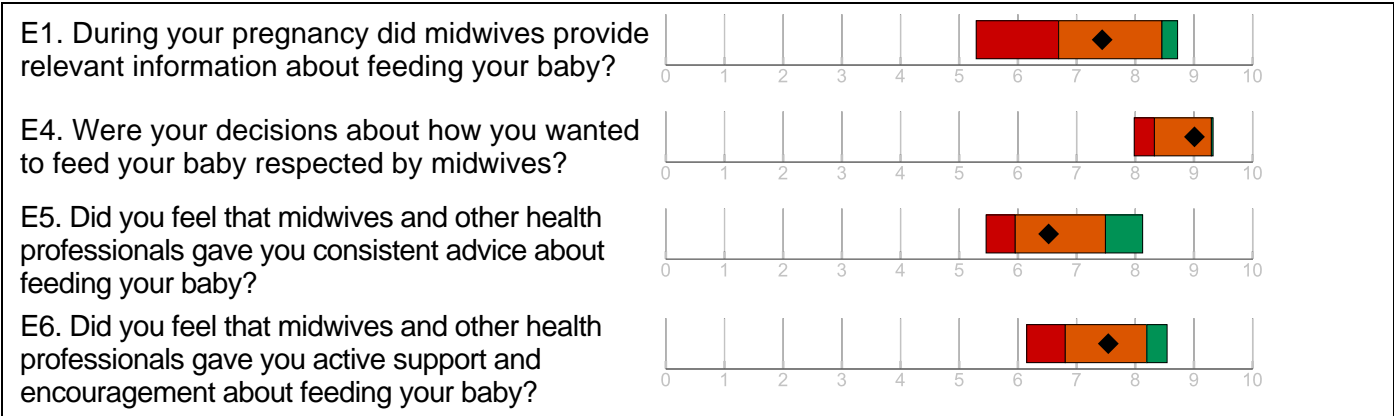 E1. During your pregnancy did midwives provide
relevant information about feeding your baby?
0 1 2 3 4 5 6 7 8 9 10
E4. Were your decisions about how you wanted
to feed your baby respected by midwives?
0 1 2 3 4 5 6 7 8 9 10
E5. Did you feel that midwives and other health
professionals gave you consistent advice about
feeding your baby?
0 1 2 3 4 5 6 7 8 9 10
E6. Did you feel that midwives and other health
professionals gave you active support and
encouragement about feeding your baby?
0 1 2 3 4 5 6 7 8 9 10